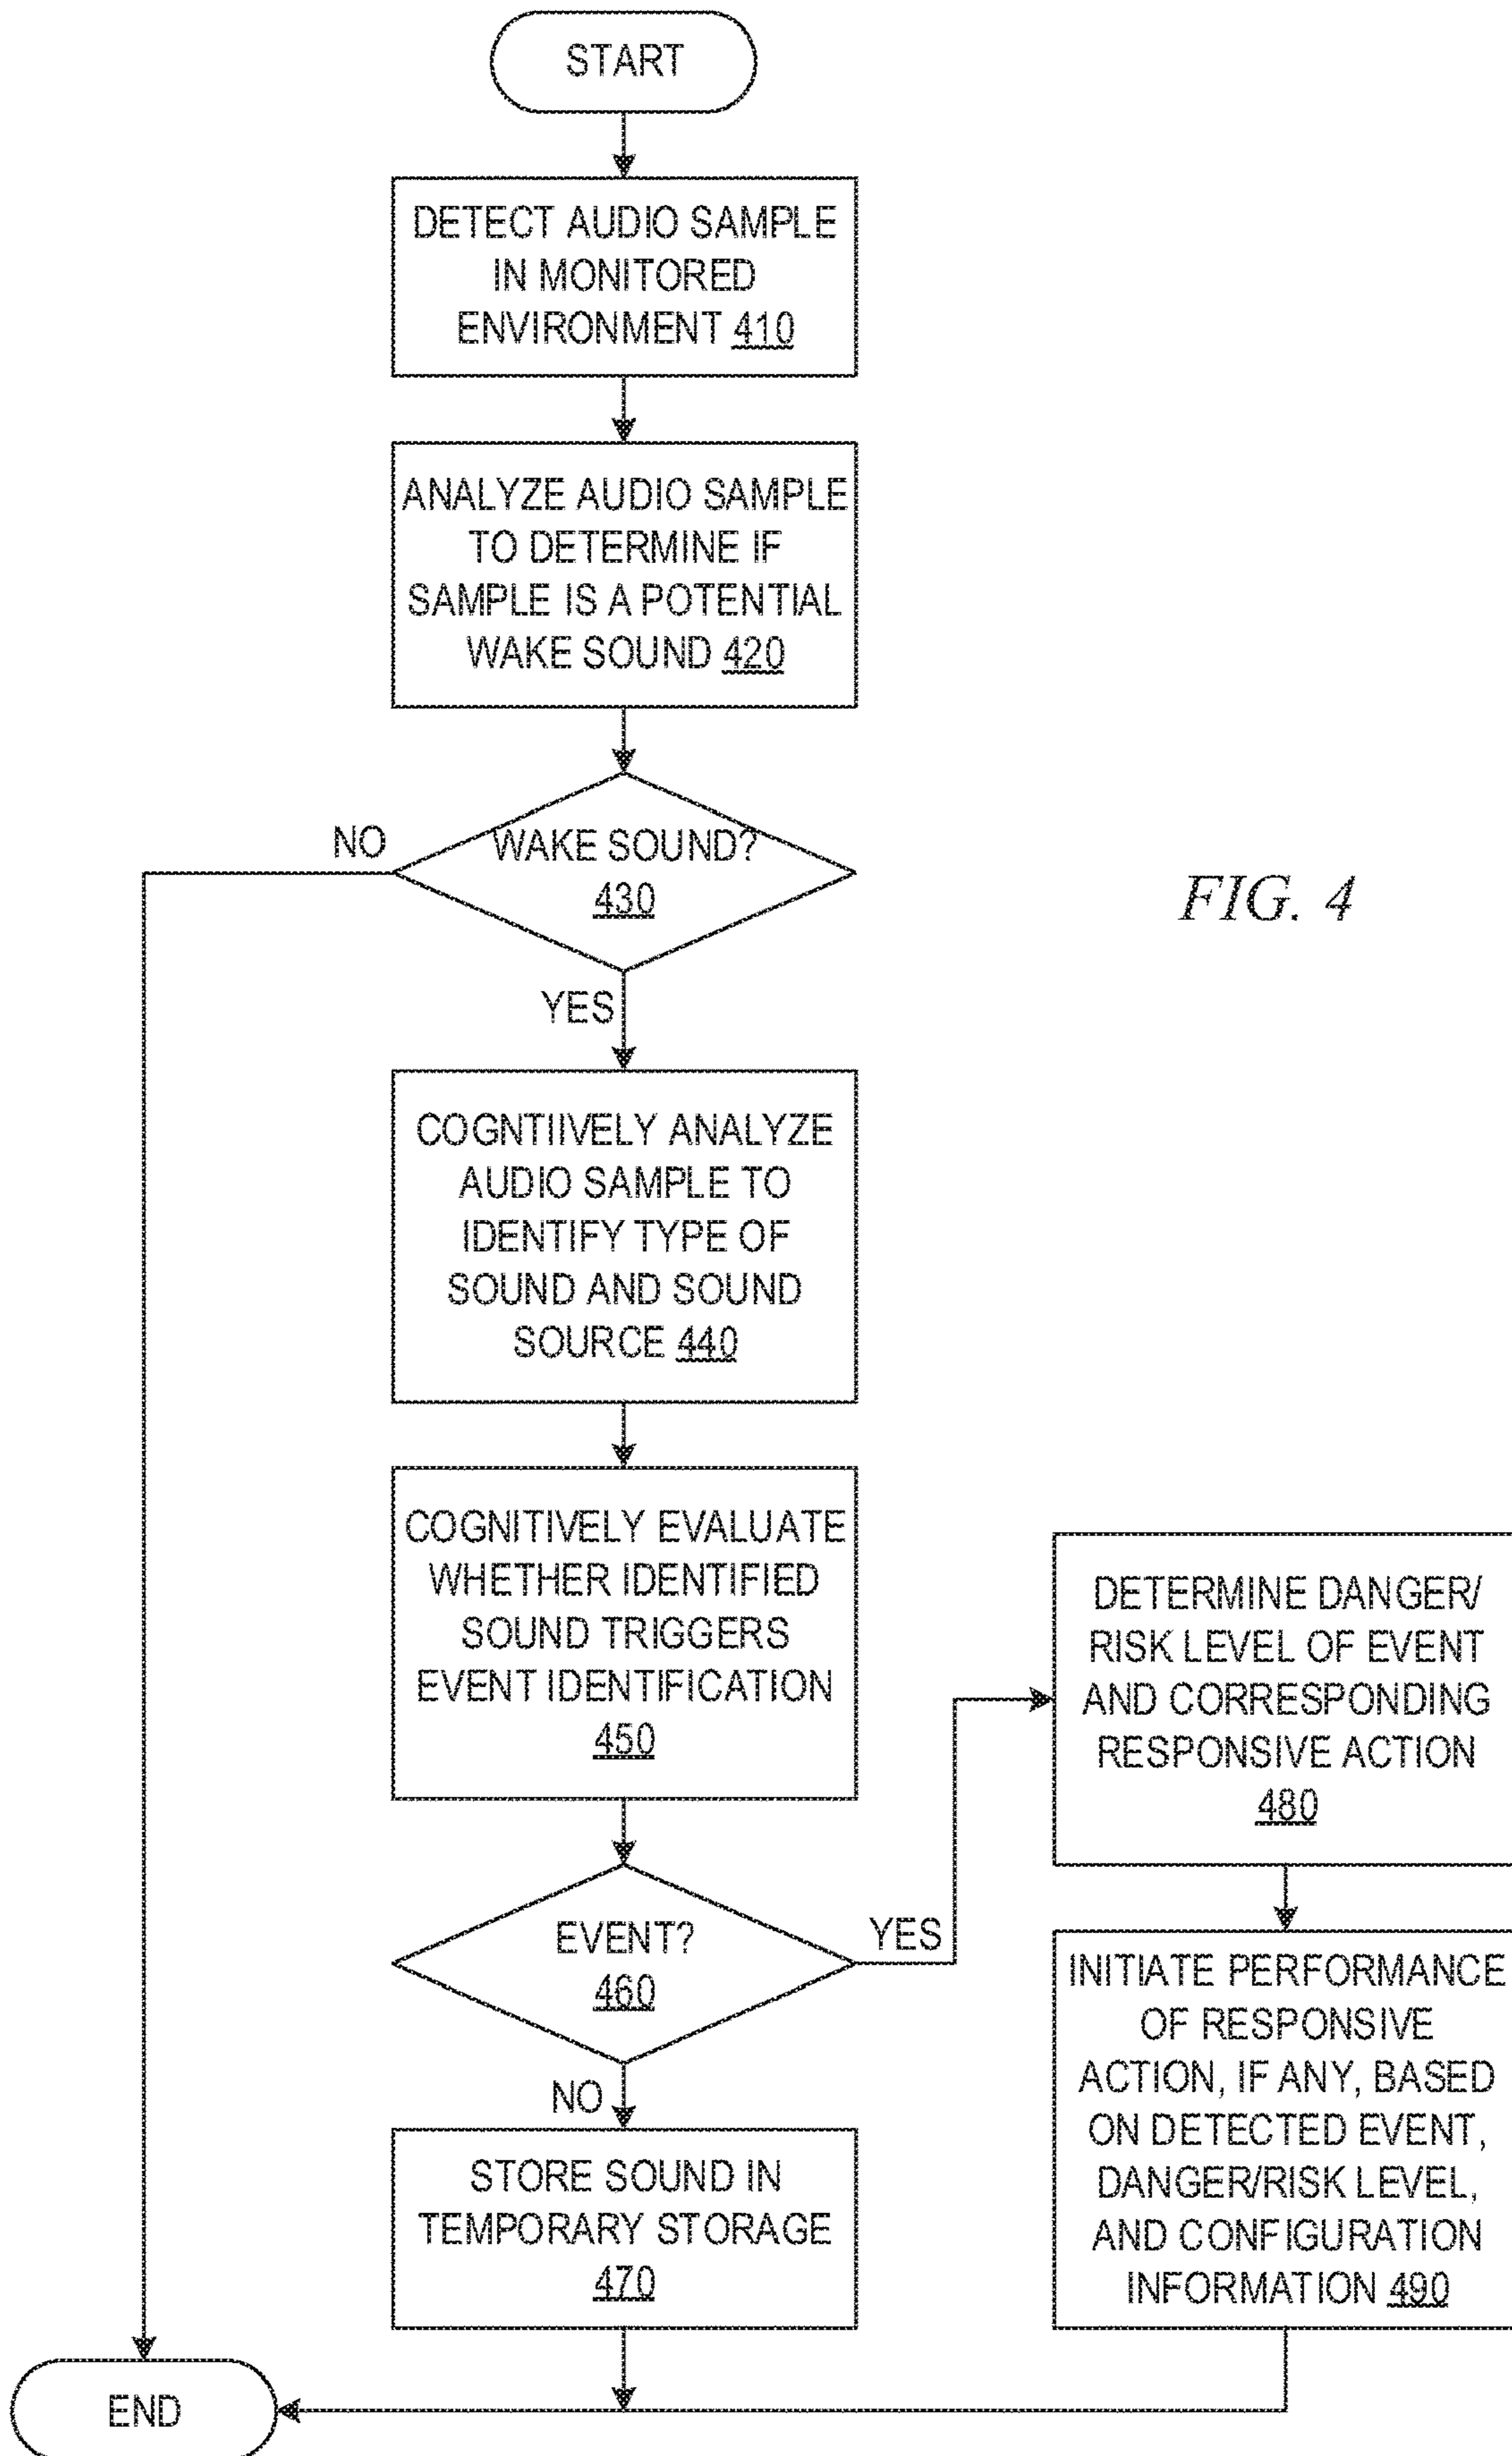 START
DETECT AUDIO SAMPLE
IN MONITORED
ENVIRONMENT 410
ANALYZE AUDIO SAMPLE
TO DETERMINE IF
SAMPLE IS A POTENTIAL
WAKE SOUND 420
NO
WAKE SOUND?
430
FIG. 4
YES
COGNTIIVELY ANALYZE
AUDIO SAMPLE TO
IDENTIFY TYPE OF
SOUND AND SOUND
SOURCE 440
COGNITIVELY EVALUATE
WHETHER IDENTIFIED
SOUND TRIGGERS
EVENT IDENTIFICATION
450
EVENT?
460
YES
DETERMINE DANGER/
RISK LEVEL OF EVENT
AND CORRESPONDING
RESPONSIVE ACTION
480
NO
STORE SOUND IN
TEMPORARY STORAGE
470
INITIATE PERFORMANCE
OF RESPONSIVE
ACTION, IF ANY, BASED
ON DETECTED EVENT,
DANGER/RISK LEVEL,
AND CONFIGURATION
INFORMATION 490
END